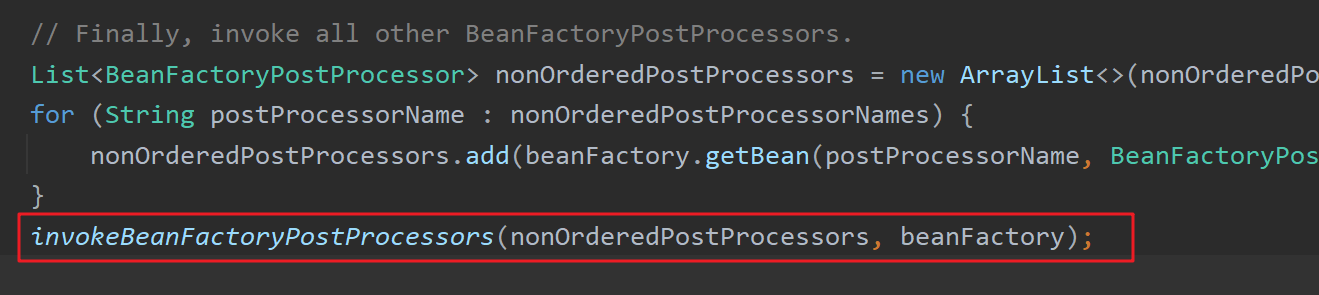 // Finally, invoke all other BeanFactoryPostProcessors.
List<BeanFactoryPostProcessor> nonOrderedPostProcessors = new ArrayList<>(nonOrderedPo
for (String postProcessorName : nonOrderedPostProcessorNames) {
nonOrderedPostProcessors.add(beanFactory.getBean(postProcessorName, BeanFactoryPos
}
invokeBeanFactoryPostProcessors(nonOrderedPostProcessors, beanFactory);